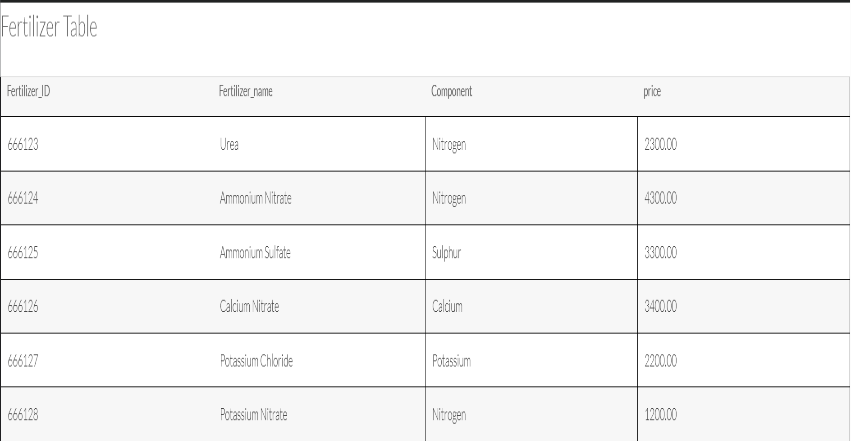 Fertilizer Table
Fertilizer_ID Fertilizer_name Component price
666123 Urea Nitrogen 2300.00
666124 Ammonium Nitrate Nitrogen 4300.00
666125 Ammonium Sulfate Sulphur 3300.00
666126 Calcium Nitrate Calcium 3400.00
666127 Potassium Chloride Potassium 2200.00
666128 Potassium Nitrate Nitrogen 1200.00